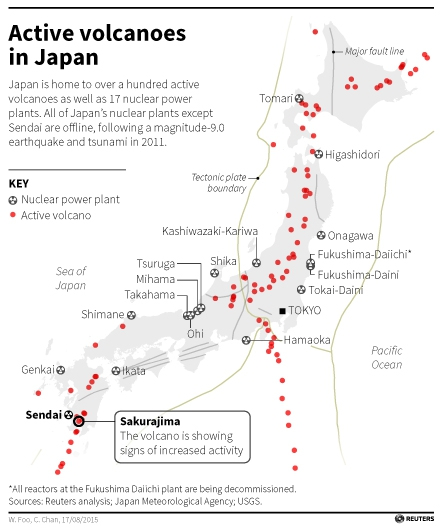 Active volcanoes
in Japan
Japan is home to over a hundred active
volcanoes as well as 17 nuclear power
plants. All of Japan's nuclear plants except
Sendai are offline, following a magnitude-9.0
earthquake and tsunami in 2011.
KEY
Nuclear power plant
Active volcano
Major fault line
Tomari
Higashidori
Tectonic plate
boundary
Kashiwazaki-Kariwa
Onagawa
Fukushima-Daiichi*
Fukushima-Daini
Tokai-Daini
Shika
Tsuruga
Mihama
Takahama
Sea of
Japan
Shimane
Ohi
TOKYO
Hamaoka
Pacific
Ocean
Genkai
Ikata
Sendai
Sakurajima
The volcano is showing
signs of increased activity
*All reactors at the Fukushima Daiichi plant are being decommissioned.
Sources: Reuters analysis; Japan Meteorological Agency; USGS.
W. Foo, C. Chan, 17/08/2015
REUTERS